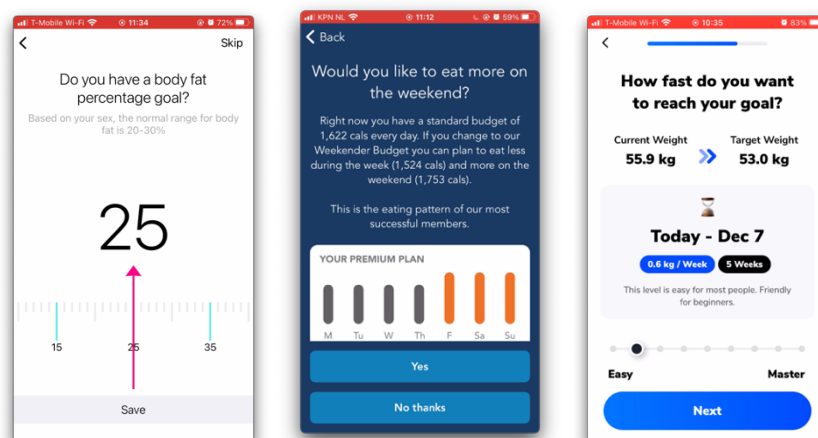 T-Mobile Wi-Fi 11:34 72%
Skip
Do you have a body fat
percentage goal?
Based on your sex, the normal range for body
fat is 20-30%
25
15 25 35
Save
KPN NL 11:12 59%
Back
Would you like to eat more on
the weekend?
Right now you have a standard budget of
1,622 cals every day. If you change to our
Weekender Budget you can plan to eat less
during the week (1,524 cals) and more on the
weekend (1,753 cals).
This is the eating pattern of our most
successful members.
YOUR PREMIUM PLAN
M Tu W Th F Sa Su
Yes
No thanks
T-Mobile Wi-Fi 10:35 83%
How fast do you want
to reach your goal?
Current Weight Target Weight
55.9 kg 53.0 kg
Today - Dec 7
0.6 kg / Week 5 Weeks
This level is easy for most people. Friendly
for beginners.
Easy Master
Next